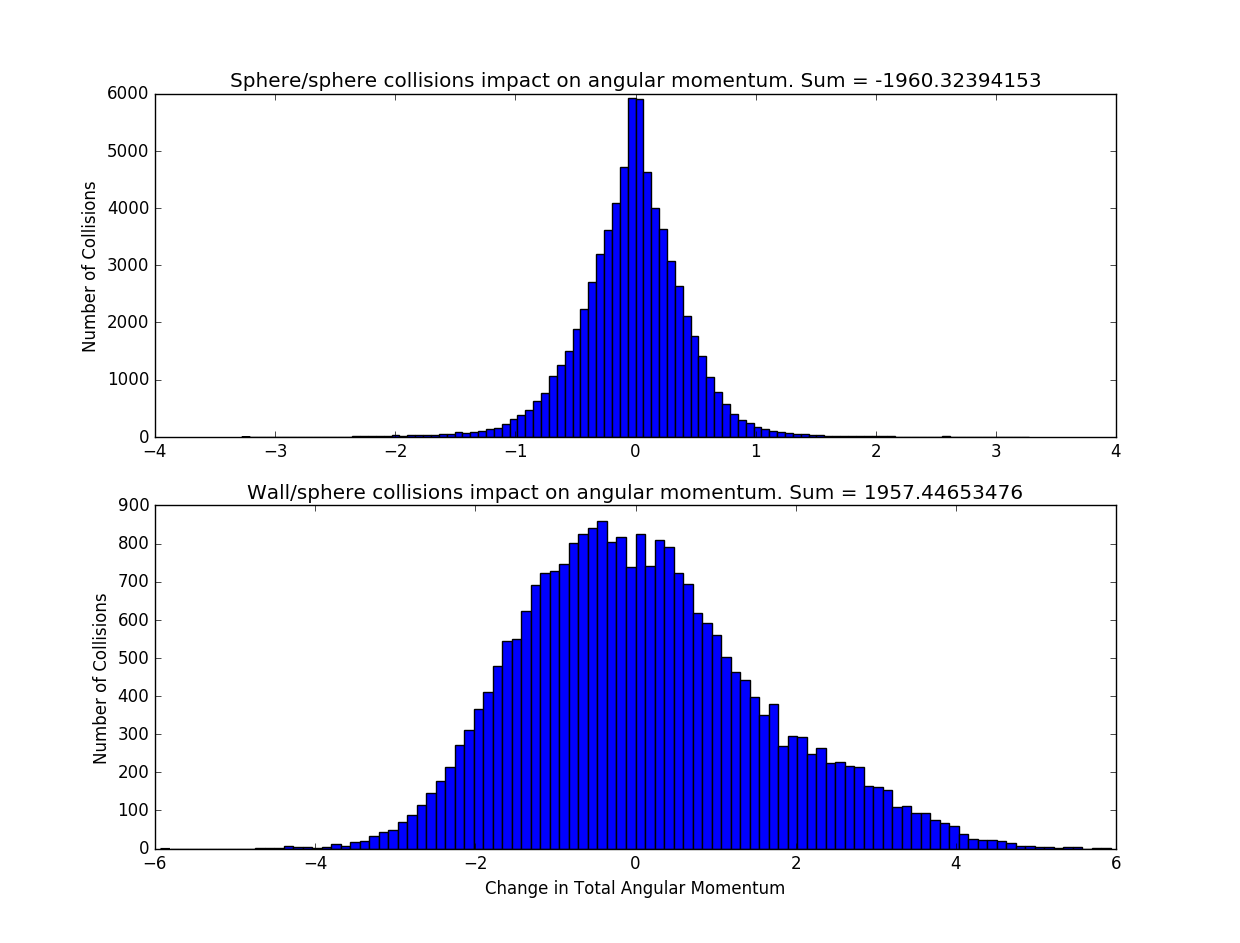 Sphere/sphere collisions impact on angular momentum. Sum = -1960.32394153
6000
5000
4000
3000
2000
1000
0
Number of Collisions
−4 −3 −2 −1 0 1 2 3 4
Wall/sphere collisions impact on angular momentum. Sum = 1957.44653476
900
800
700
600
500
400
300
200
100
0
Number of Collisions
−6 −4 −2 0 2 4 6
Change in Total Angular Momentum